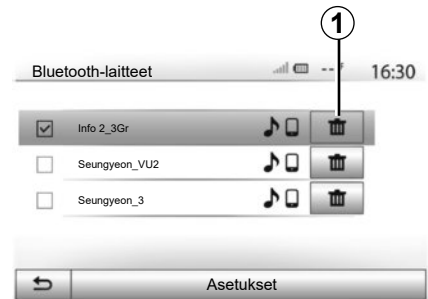 1
Bluetooth-laitteet -- ° 16:30
Info 2_3Gr
Seungyeon_VU2
Seungyeon_3
Asetukset